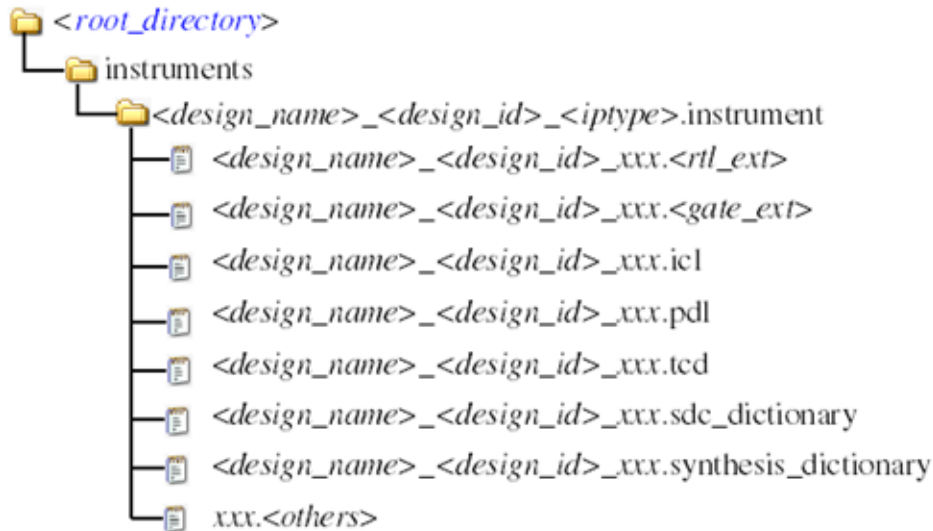 <root_directory>
instruments
<design_name>_<design_id>_<iptype>.instrument
<design_name>_<design_id>_xxx.<rtl_ext>
<design_name>_<design_id>_xxx.<gate_ext>
<design_name>_<design_id>_xxx.icl
<design_name>_<design_id>_xxx.pdl
<design_name>_<design_id>_xxx.tcd
<design_name>_<design_id>_xxx.sdc_dictionary
<design_name>_<design_id>_xxx.synthesis_dictionary
xxx.<others>